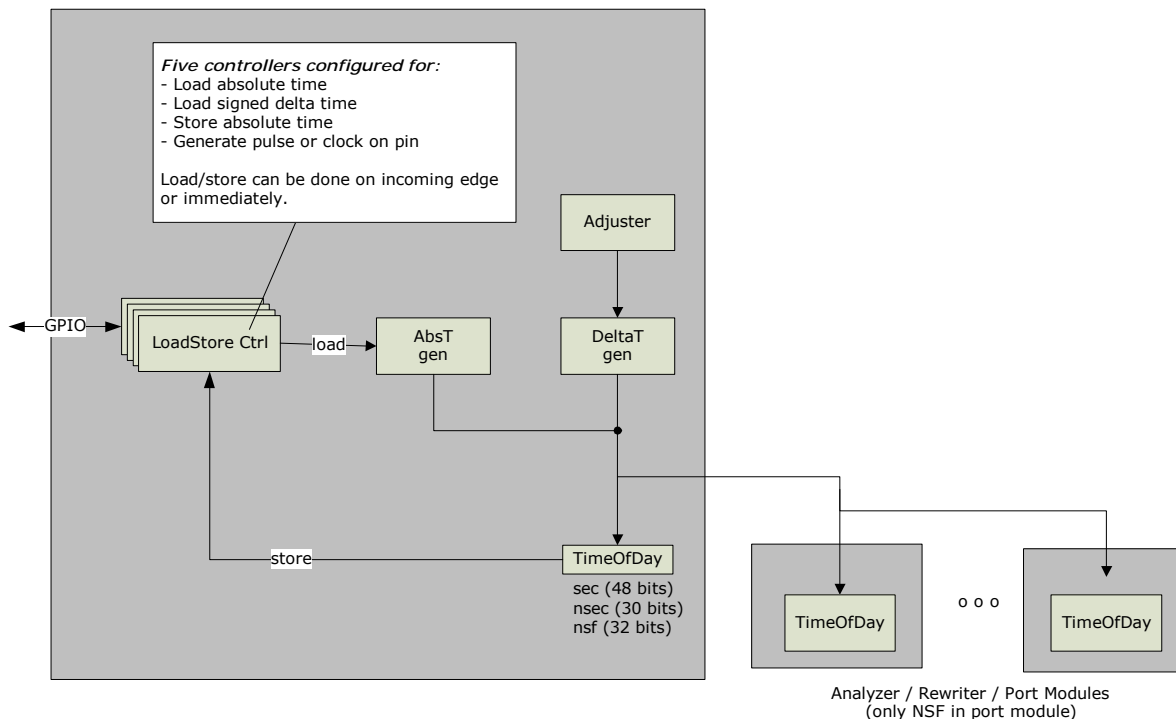 Five controllers configured for:
- Load absolute time
- Load signed delta time
- Store absolute time
- Generate pulse or clock on pin
Load/store can be done on incoming edge
or immediately.
Adjuster
GPIO
LoadStore Ctrl
load
AbsT
gen
DeltaT
gen
store
TimeOfDay
sec (48 bits)
nsec (30 bits)
nsf (32 bits)
TimeOfDay
o o o
TimeOfDay
Analyzer / Rewriter / Port Modules
(only NSF in port module)